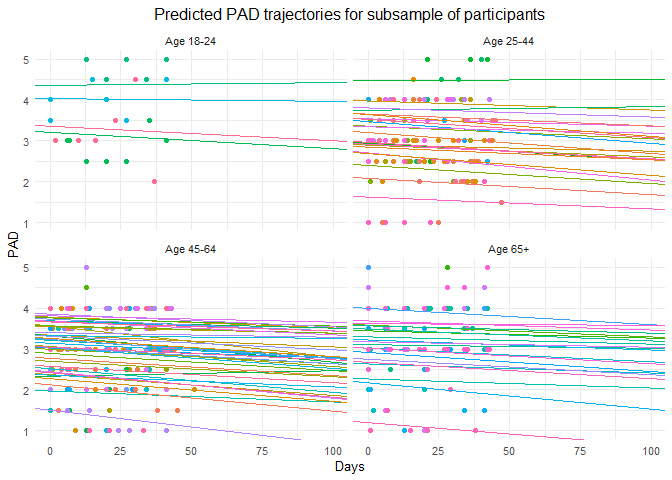 Predicted PAD trajectories for subsample of participants
Age 18-24
Age 25-44
5
4
3
2
1
Age 45-64
Age 65+
5
4
3
2
1
PAD
0 25 50 75 100
0 25 50 75 100
Days